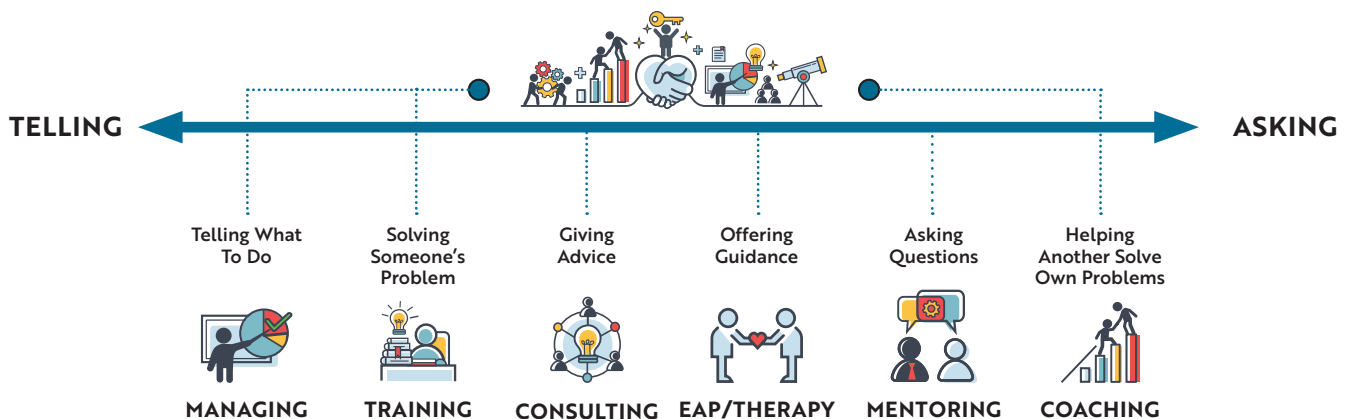 TELLING
ASKING
Telling What
To Do
Solving
Someone's
Problem
Giving
Advice
Offering
Guidance
Asking
Questions
Helping
Another Solve
Own Problems
MANAGING
TRAINING
CONSULTING
EAP/THERAPY
MENTORING
COACHING